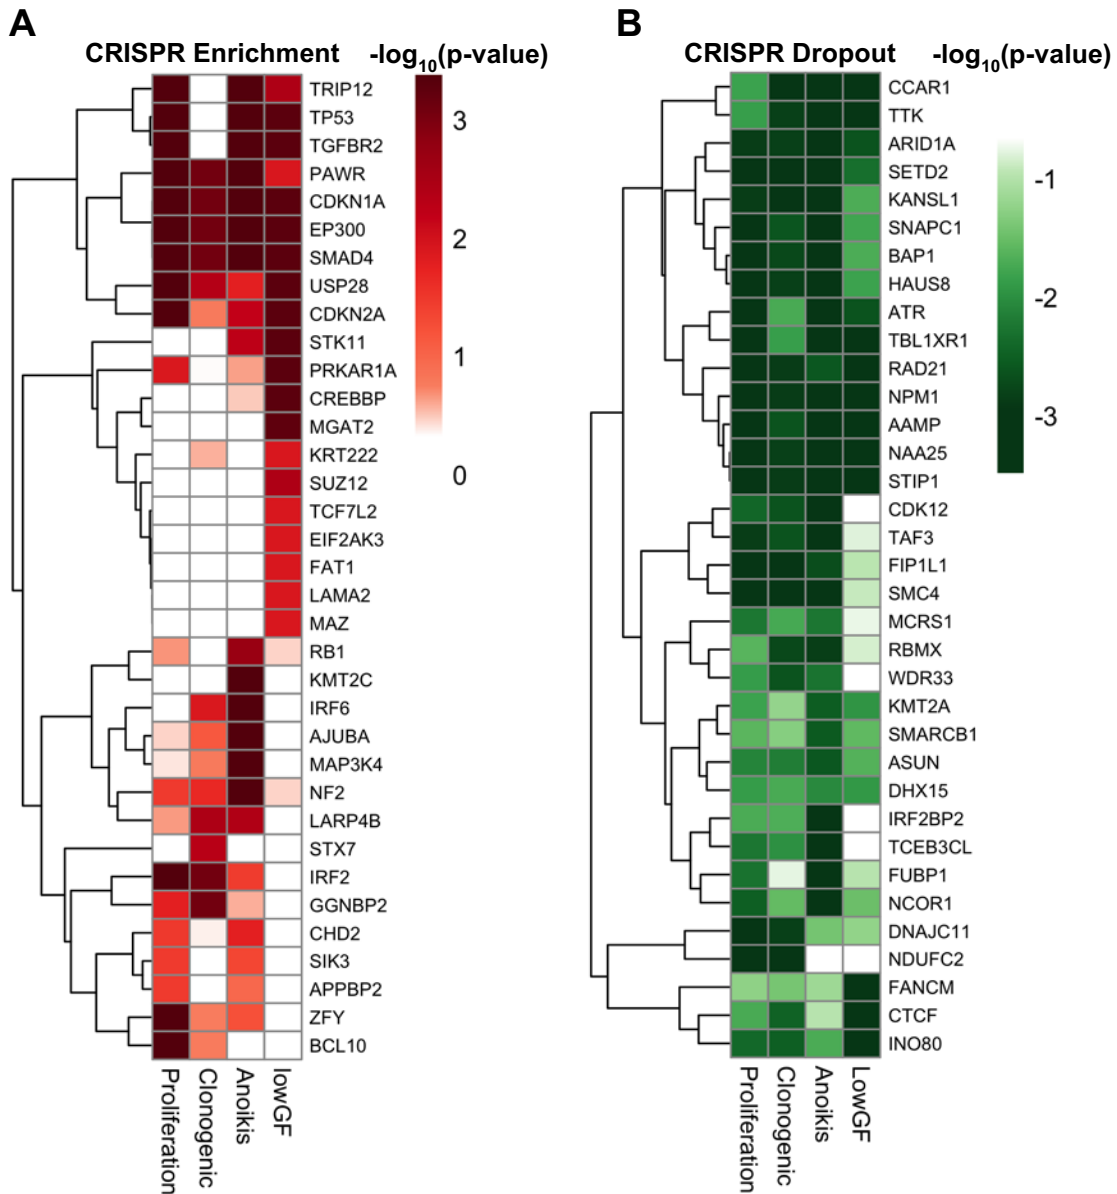 A
CRISPR Enrichment
-log10(p-value)
TRIP12
TP53
TGFBR2
PAWR
CDKN1A
EP300
SMAD4
USP28
CDKN2A
STK11
PRKAR1A
CREBBP
MGAT2
KRT222
SUZ12
TCF7L2
EIF2AK3
FAT1
LAMA2
MAZ
RB1
KMT2C
IRF6
AJUBA
MAP3K4
NF2
LARP4B
STX7
IRF2
GGNBP2
CHD2
SIK3
APPBP2
ZFY
BCL10
3
2
1
0
Proliferation
Clonogenic
Anoikis
lowGF
B
CRISPR Dropout
-log10(p-value)
CCAR1
TTK
ARID1A
SETD2
KANSL1
SNAPC1
BAP1
HAUS8
ATR
TBL1XR1
RAD21
NPM1
AAMP
NAA25
STIP1
CDK12
TAF3
FIP1L1
SMC4
MCRS1
RBMX
WDR33
KMT2A
SMARCB1
ASUN
DHX15
IRF2BP2
TCEB3CL
FUBP1
NCOR1
DNAJC11
NDUFC2
FANCM
CTCF
INO80
-1
-2
-3
Proliferation
Clonogenic
Anoikis
LowGF